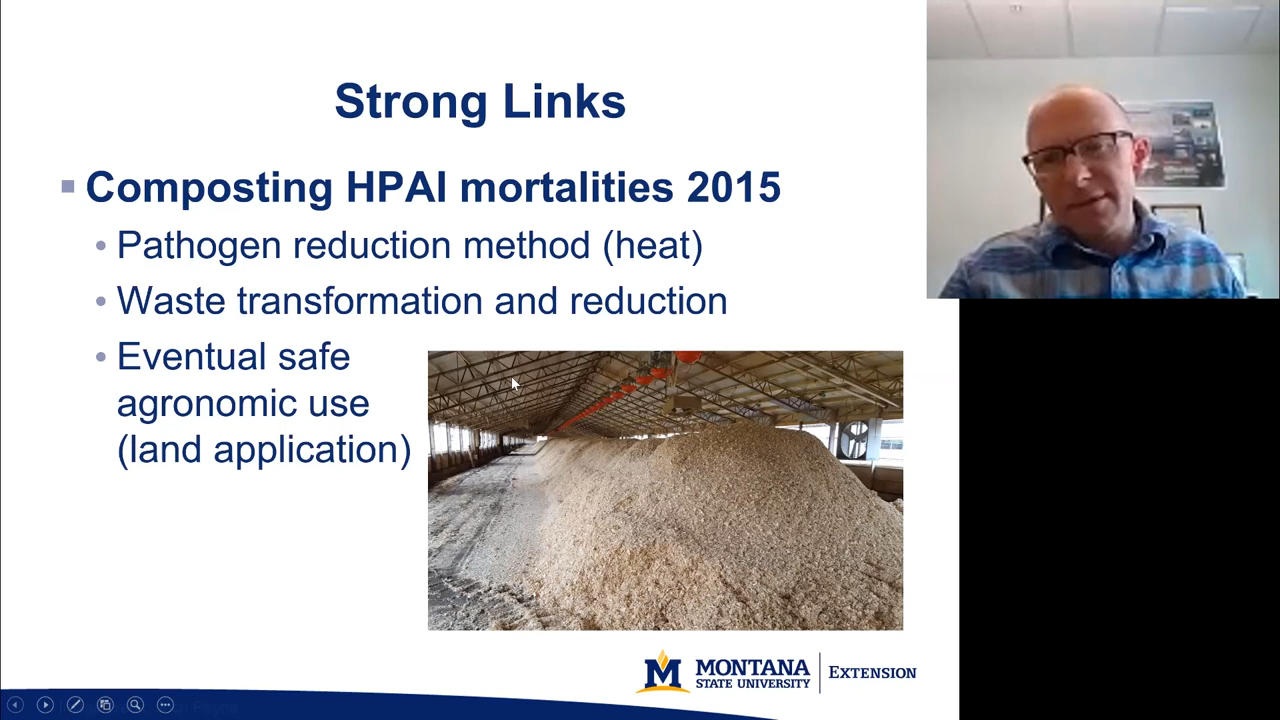 Strong Links
Composting HPAI mortalities 2015
Pathogen reduction method (heat)
Waste transformation and reduction
Eventual safe
agronomic use
(land application)
M MONTANA
STATE UNIVERSITY
EXTENSION